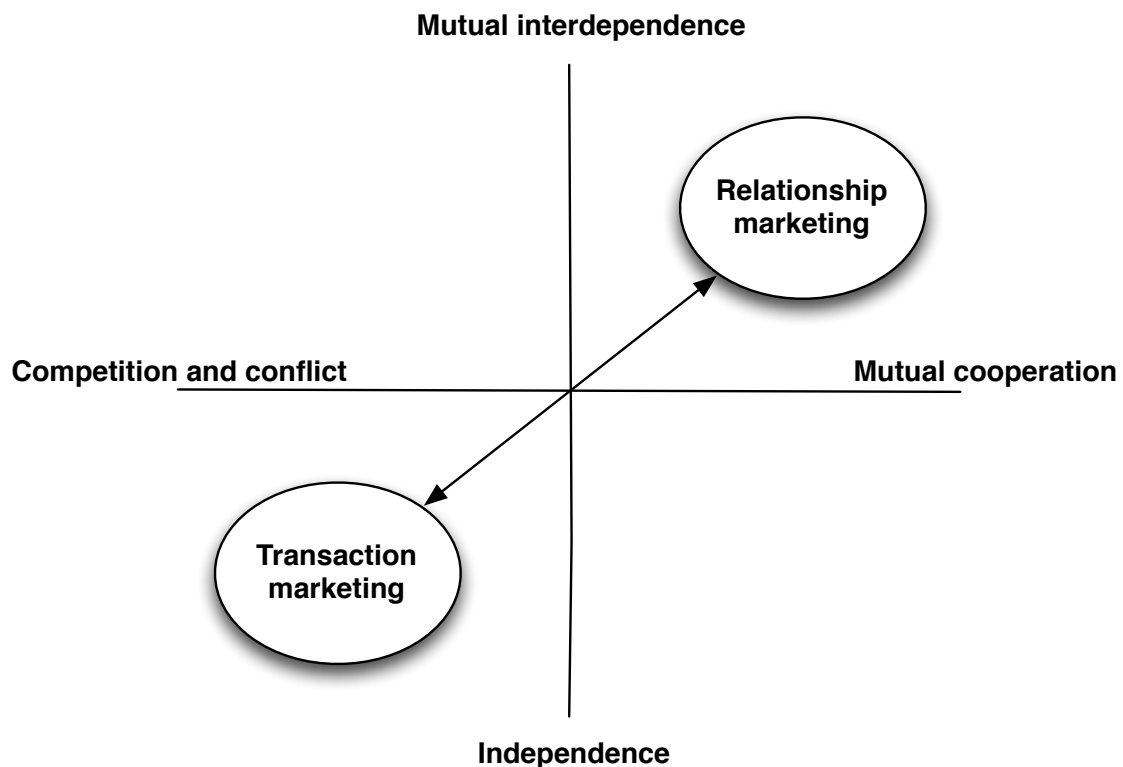 Mutual interdependence
Relationship
marketing
Competition and conflict
Mutual cooperation
Transaction
marketing
Independence